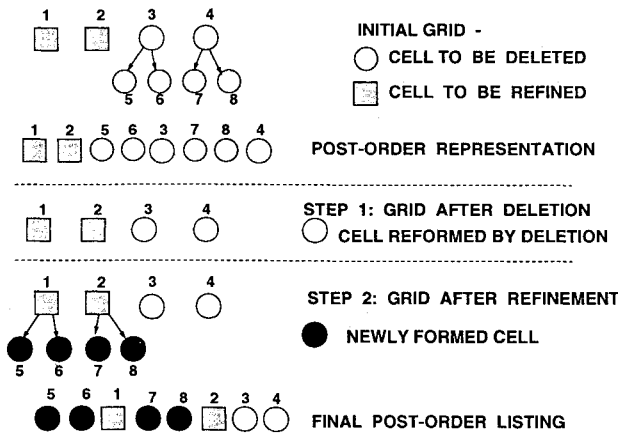 1 2 3 4
INITIAL GRID -
CELL TO BE DELETED
5 6 7 8
CELL TO BE REFINED
1 2 5 6 3 7 8 4
POST-ORDER REPRESENTATION
1 2 3 4
STEP 1: GRID AFTER DELETION
CELL REFORMED BY DELETION
1 2 3 4
STEP 2: GRID AFTER REFINEMENT
NEWLY FORMED CELL
5 6 7 8
5 6 1 7 8 2 3 4
FINAL POST-ORDER LISTING